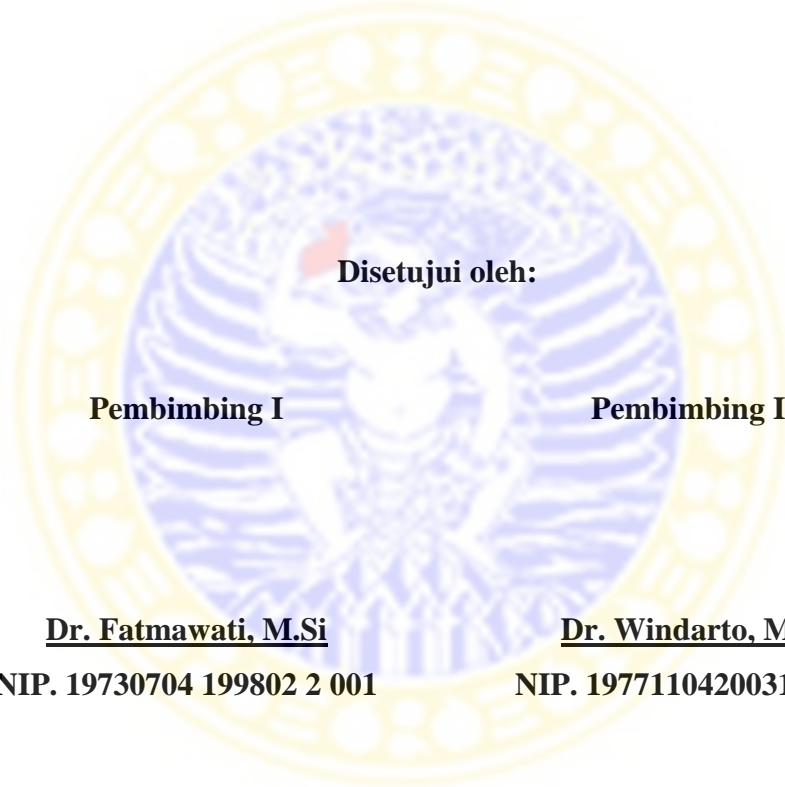 Disetujui oleh:
Pembimbing I Pembimbing I
Dr. Fatmawati, M.Si Dr. Windarto, M
NIP. 19730704 199802 2 001 NIP. 1977110420031